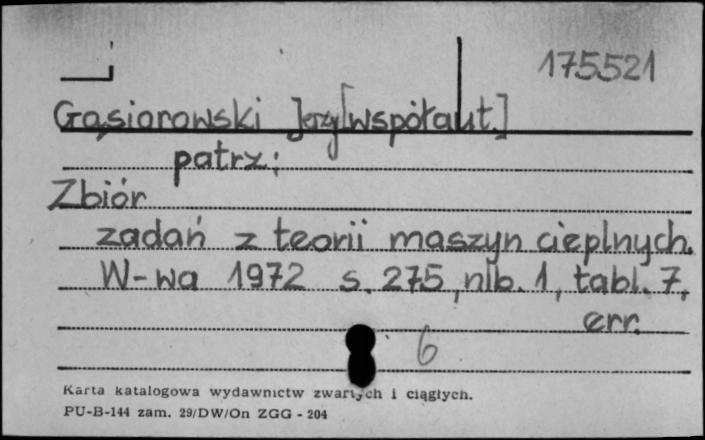 175521
Gąsiorowski Jerzy [współaut.]
patrz:
Zbiór
zadań z teorii maszyn cieplnych.
W-wa 1972 s. 275, nlb. 1, tabl. 7,
err.
6
Karta katalogowa wydawnictw zwartych i ciągłych.
PU-B-144 zam. 29/DW/On ZGG - 204